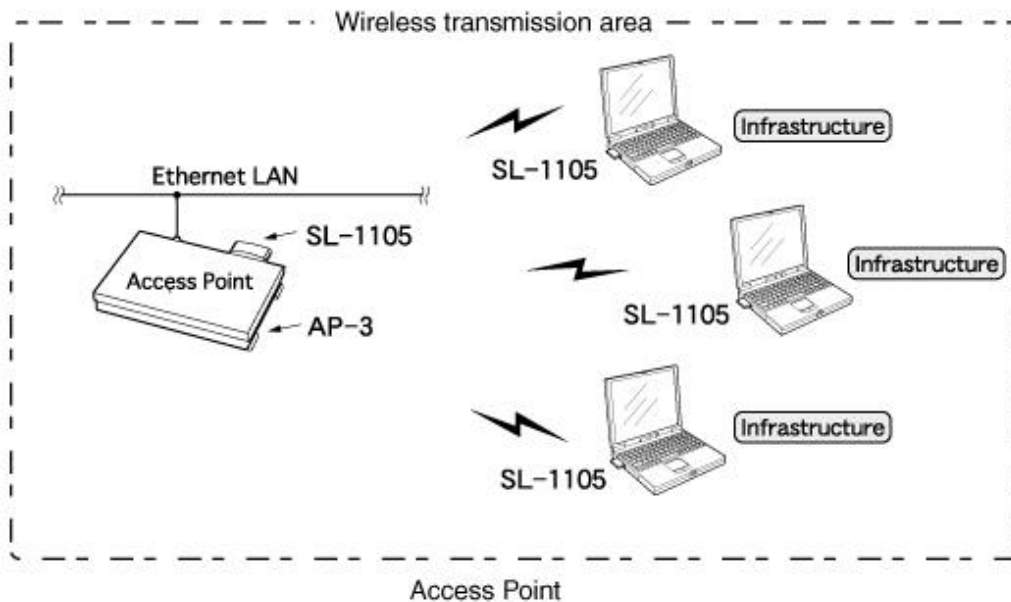 Wireless transmission area
Infrastructure
SL-1105
Ethernet LAN
SL-1105
Access Point
Infrastructure
SL-1105
AP-3
Infrastructure
SL-1105
Access Point